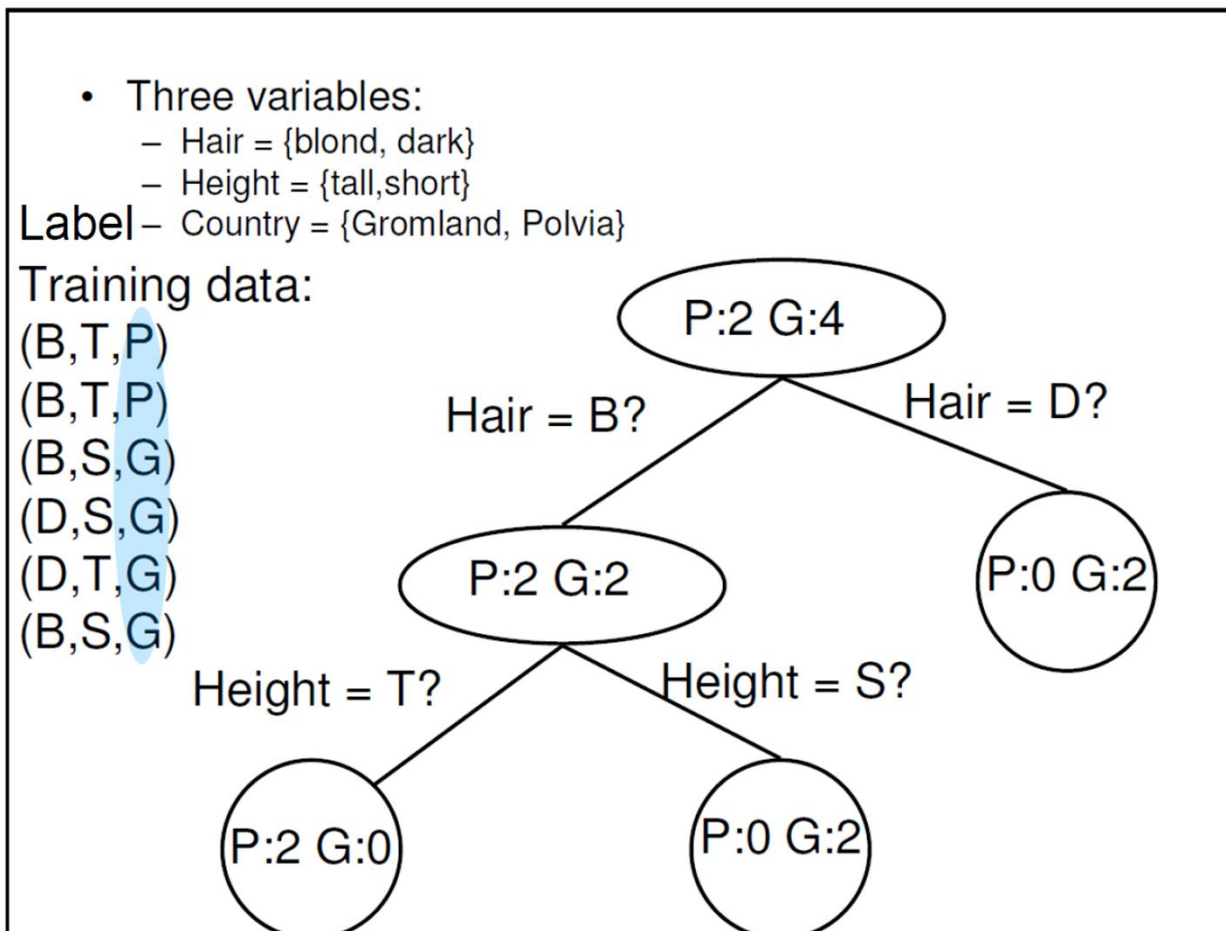 • Three variables:
– Hair = {blond, dark}
– Height = {tall,short}
Label – Country = {Gromland, Polvia}
Training data:
(B,T,P)
(B,T,P)
(B,S,G)
(D,S,G)
(D,T,G)
(B,S,G)
P:2 G:4
Hair = B?
Hair = D?
P:2 G:2
P:0 G:2
Height = T?
Height = S?
P:2 G:0
P:0 G:2